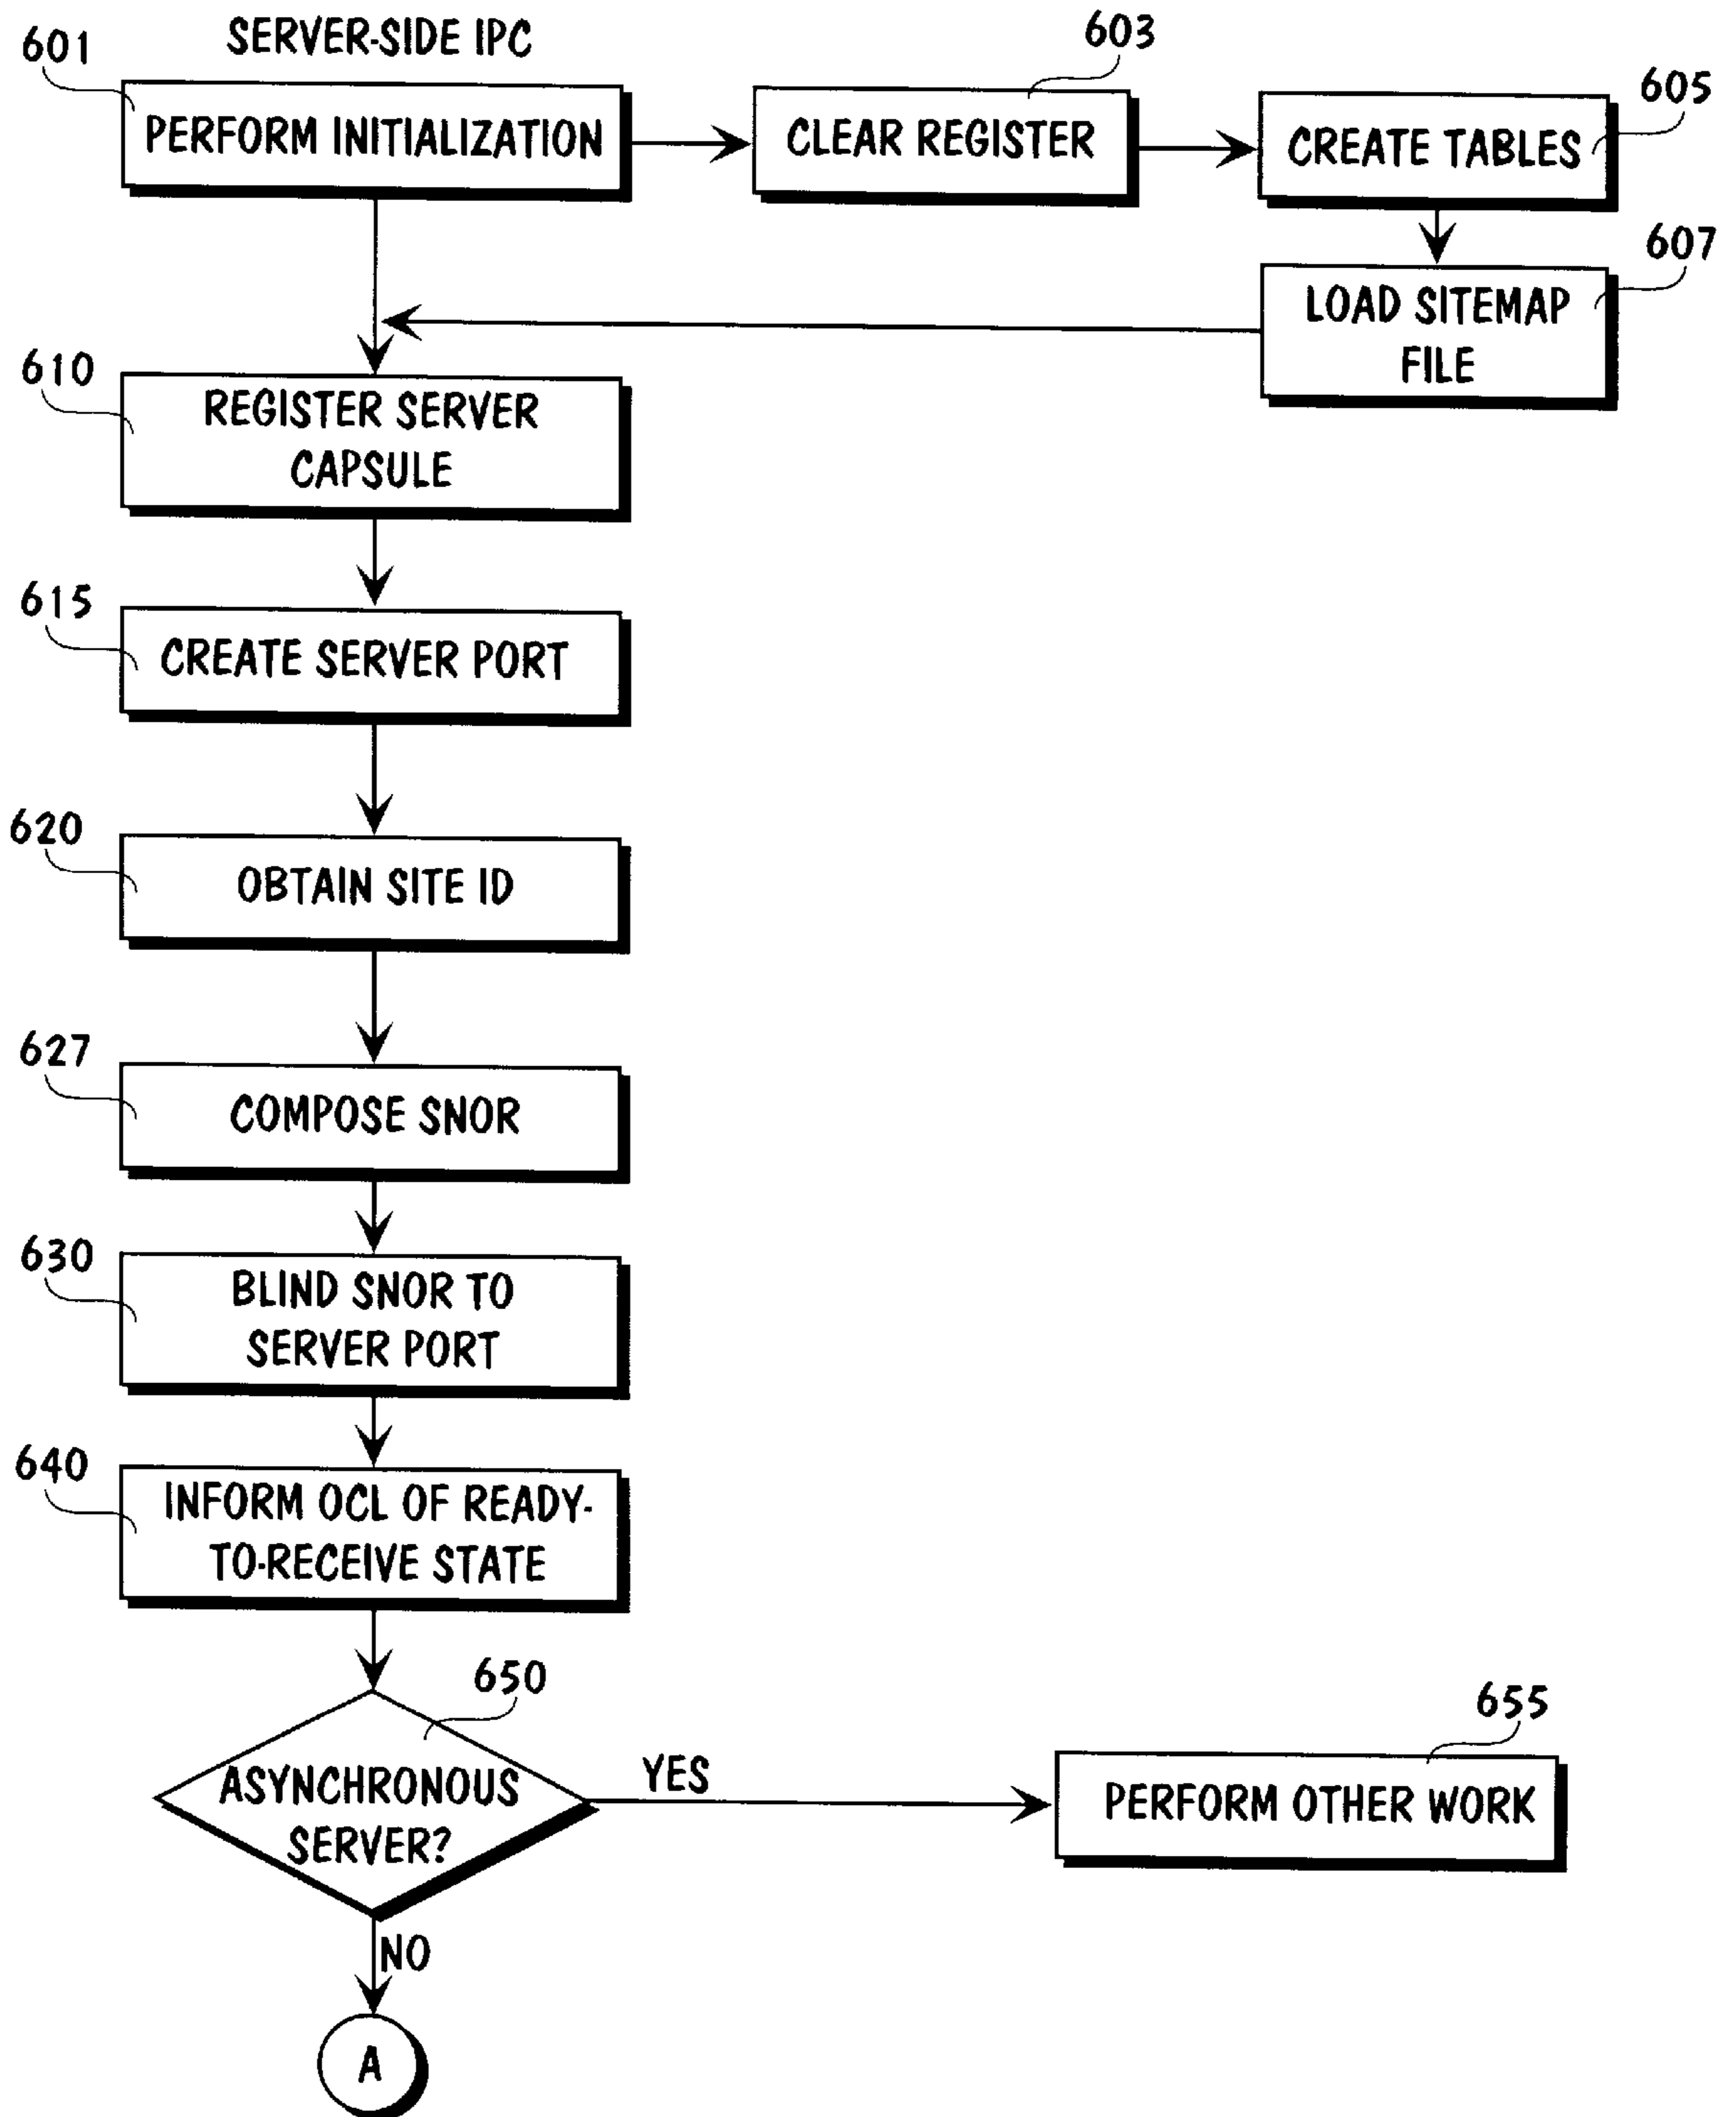 SERVER-SIDE IPC
601
PERFORM INITIALIZATION
603
CLEAR REGISTER
605
CREATE TABLES
607
LOAD SITEMAP
FILE
610
REGISTER SERVER
CAPSULE
615
CREATE SERVER PORT
620
OBTAIN SITE ID
627
COMPOSE SNOR
630
BLIND SNOR TO
SERVER PORT
640
INFORM OCL OF READY-
TO-RECEIVE STATE
650
ASYNCHRONOUS
SERVER?
YES
655
PERFORM OTHER WORK
NO
A